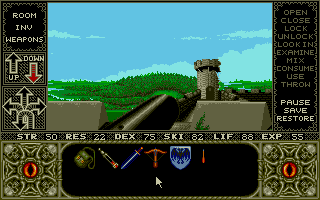 ROOM
INV
WEAPONS
UP
DOWN
OPEN
CLOSE
LOCK
UNLOCK
LOOK IN
EXAMINE
MIX
CONSUME
USE
THROW
PAUSE
SAVE
RESTORE
STR 50 RES 22 DEX 75 SKI 82 LIF 88 EXP 55